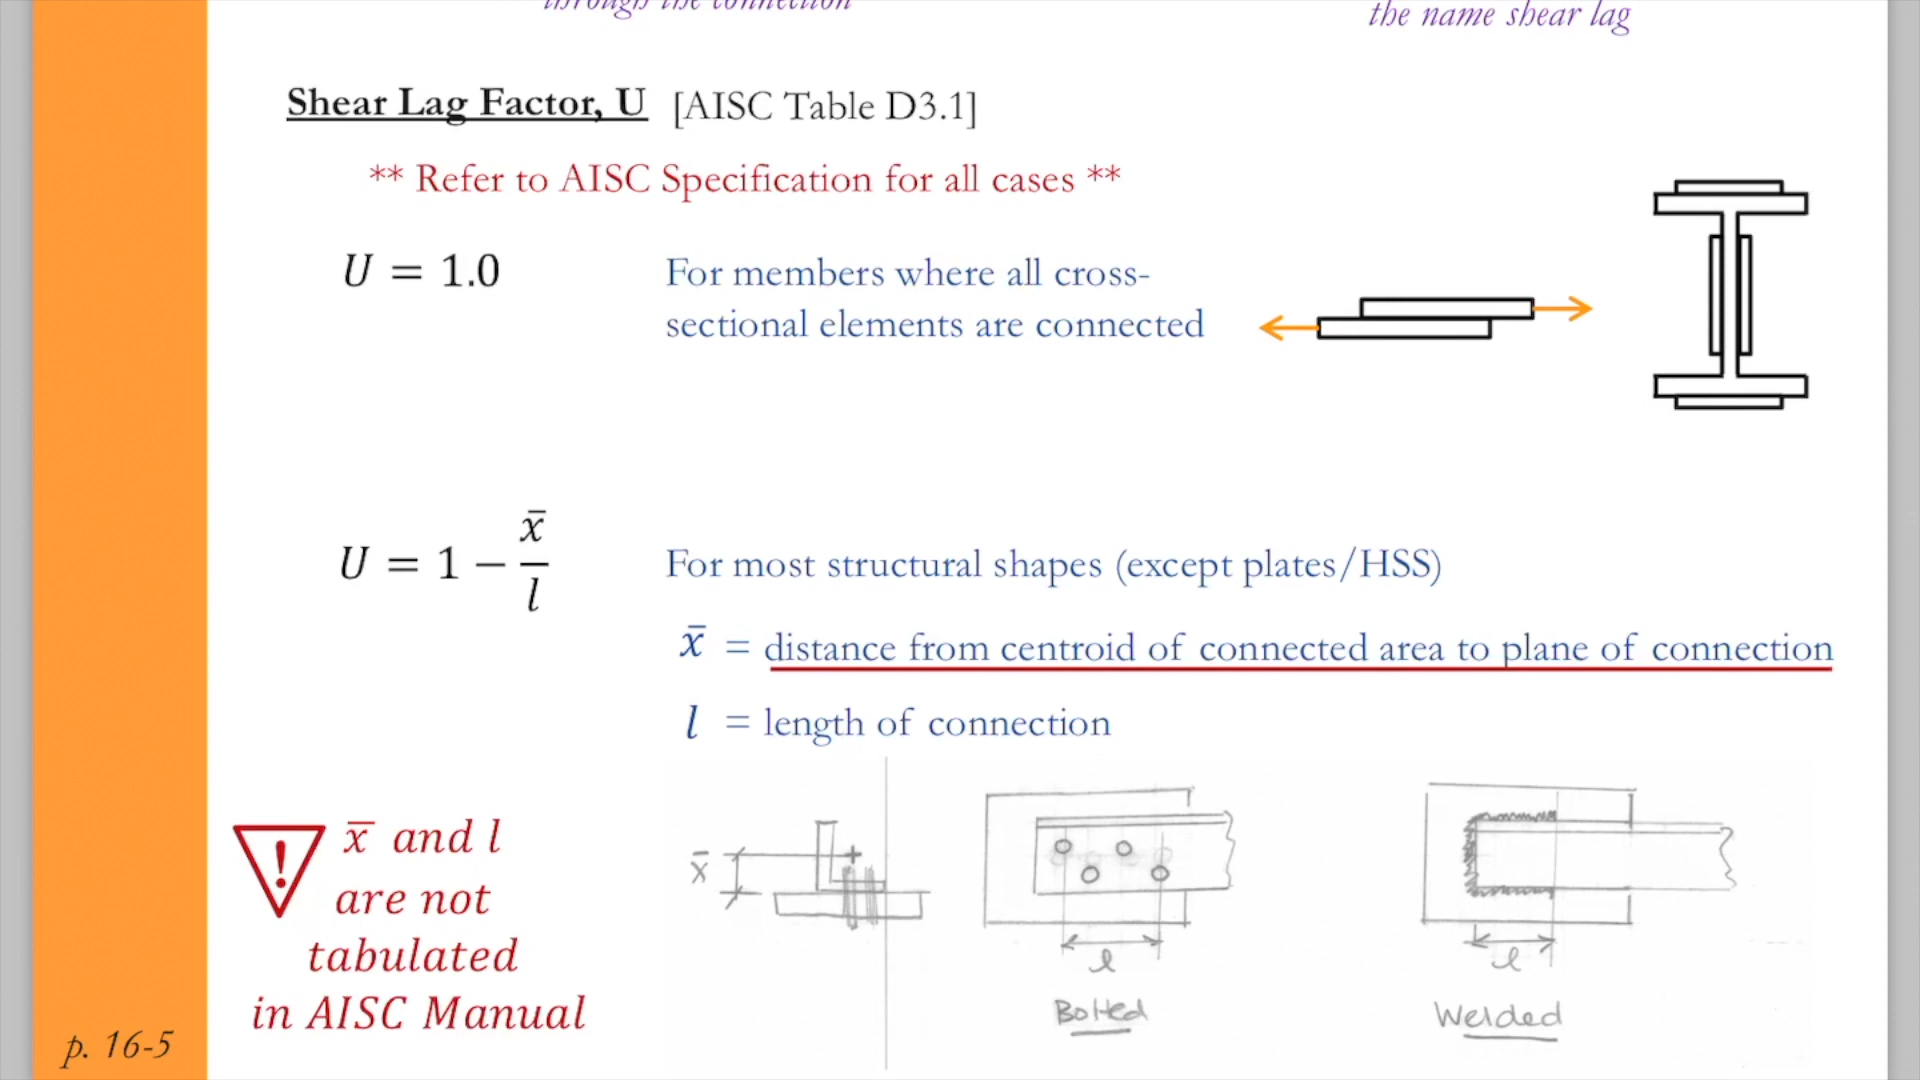 through the connection
the name shear lag
Shear Lag Factor, U [AISC Table D3.1]
** Refer to AISC Specification for all cases **
U = 1.0
For members where all cross-
sectional elements are connected
U = 1 − x̄/l
For most structural shapes (except plates/HSS)
x̄ = distance from centroid of connected area to plane of connection
l = length of connection
! x̄ and l
are not
tabulated
in AISC Manual
x̄
l
Bolted
l
Welded
p. 16-5